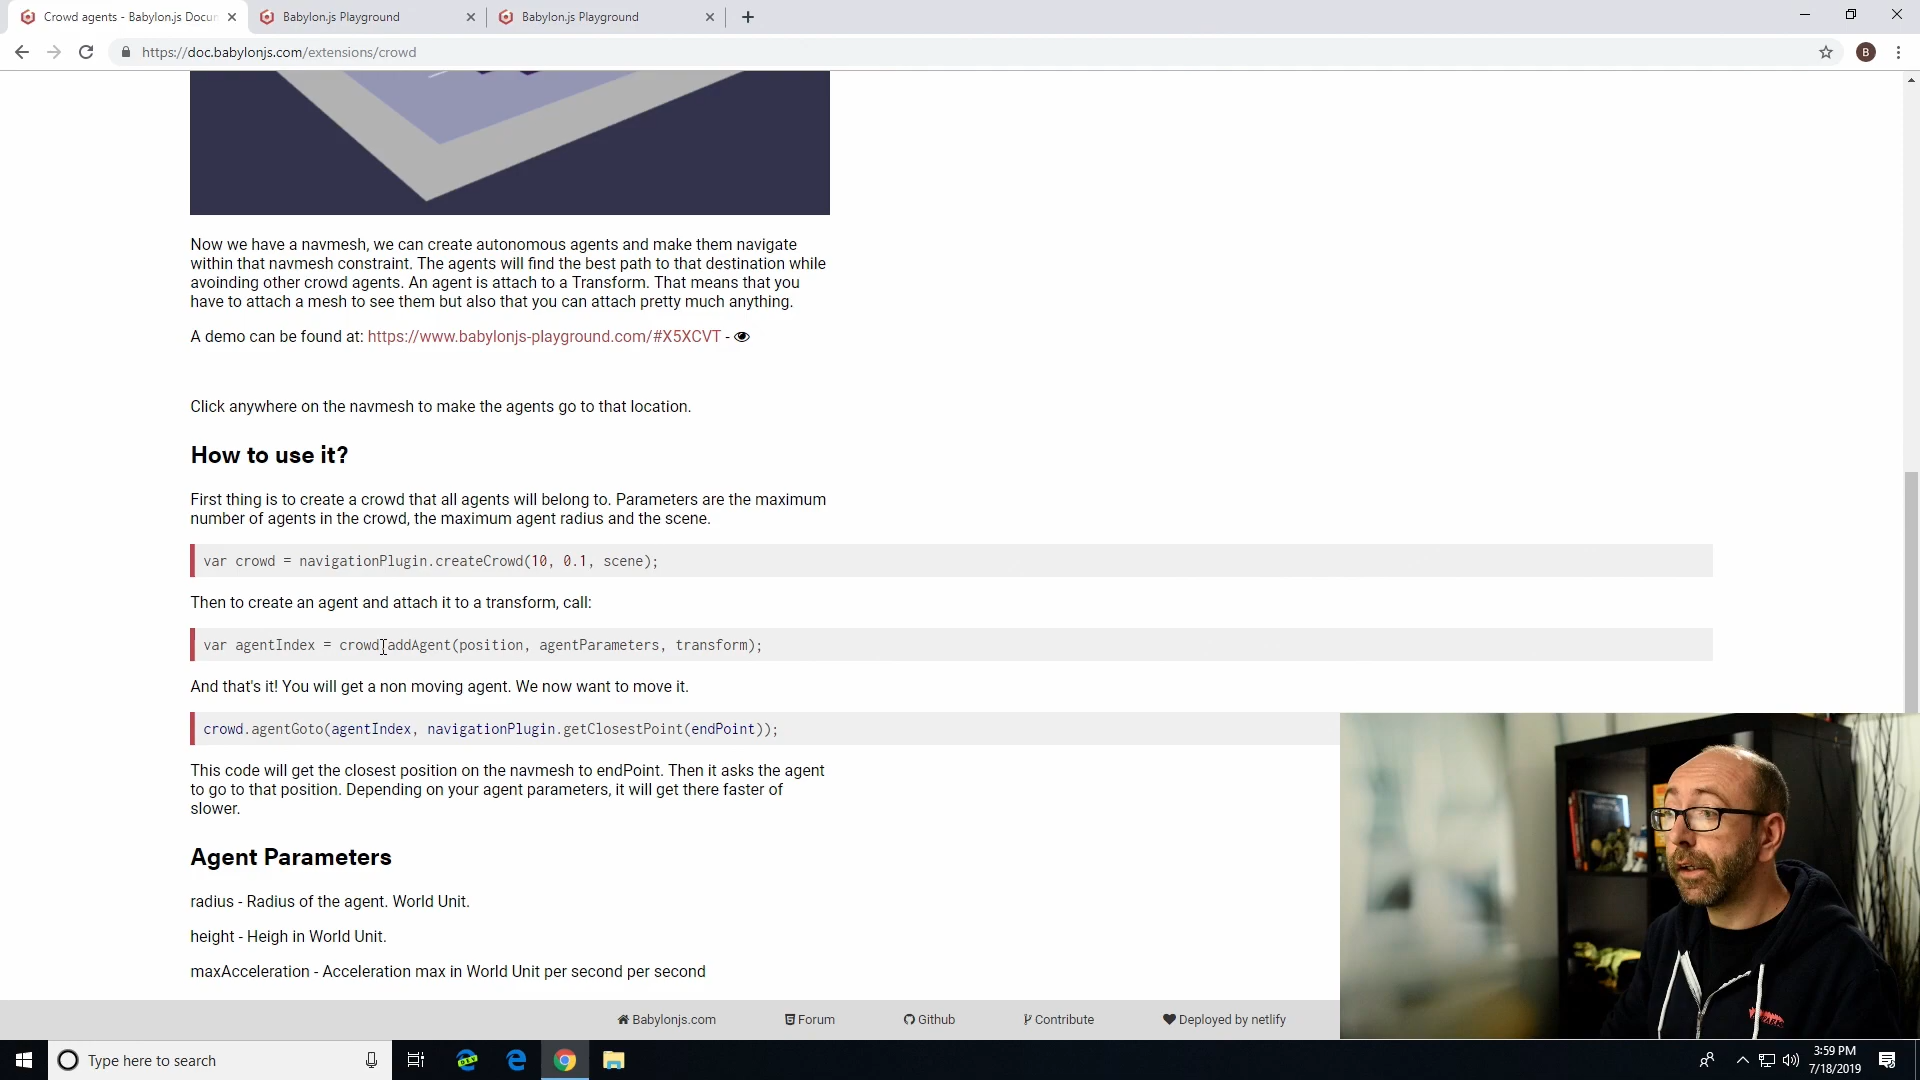 Crowd agents - Babylon.js Docum
Babylon.js Playground
Babylon.js Playground
https://doc.babylonjs.com/extensions/crowd
B
Now we have a navmesh, we can create autonomous agents and make them navigate
within that navmesh constraint. The agents will find the best path to that destination while
avoinding other crowd agents. An agent is attach to a Transform. That means that you
have to attach a mesh to see them but also that you can attach pretty much anything.
A demo can be found at: https://www.babylonjs-playground.com/#X5XCVT -
Click anywhere on the navmesh to make the agents go to that location.
How to use it?
First thing is to create a crowd that all agents will belong to. Parameters are the maximum
number of agents in the crowd, the maximum agent radius and the scene.
var crowd = navigationPlugin.createCrowd(10, 0.1, scene);
Then to create an agent and attach it to a transform, call:
var agentIndex = crowd.addAgent(position, agentParameters, transform);
And that's it! You will get a non moving agent. We now want to move it.
crowd.agentGoto(agentIndex, navigationPlugin.getClosestPoint(endPoint));
This code will get the closest position on the navmesh to endPoint. Then it asks the agent
to go to that position. Depending on your agent parameters, it will get there faster of
slower.
Agent Parameters
radius - Radius of the agent. World Unit.
height - Heigh in World Unit.
maxAcceleration - Acceleration max in World Unit per second per second
Babylonjs.com
Forum
Github
Contribute
Deployed by netlify
Type here to search
DEV
3:59 PM
7/18/2019